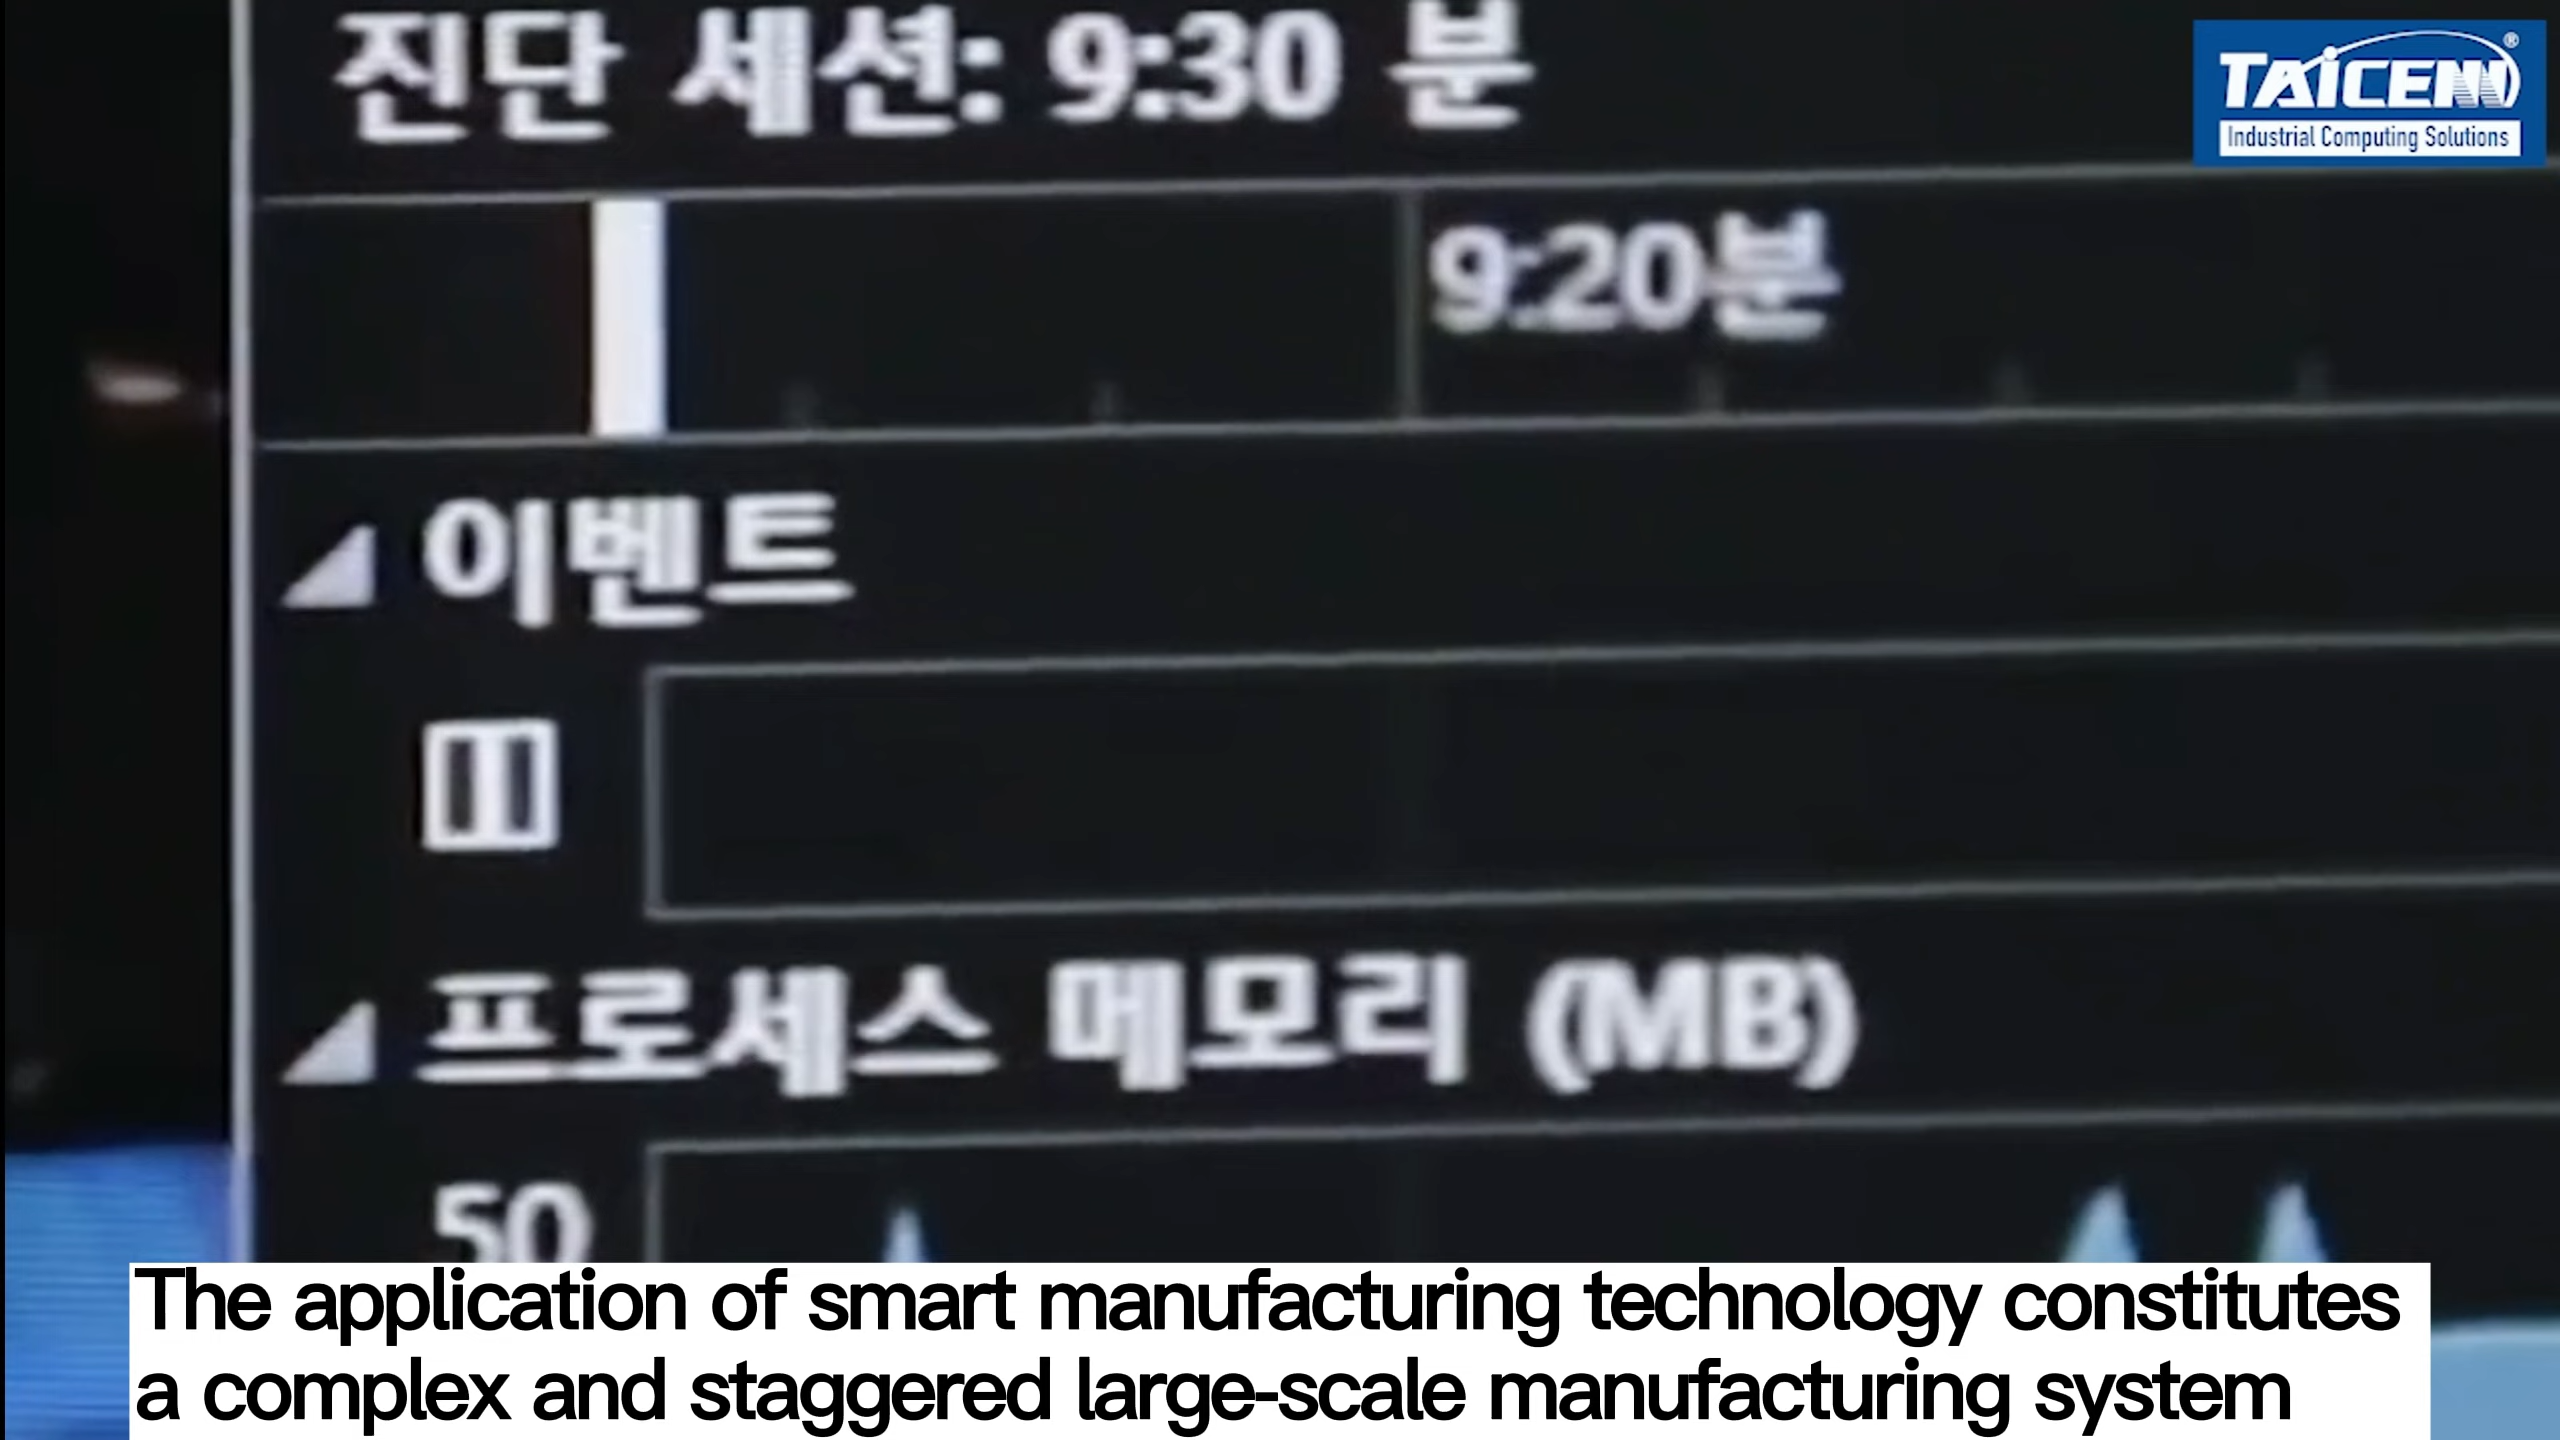 진단 세션: 9:30 분
TAiCENN®
Industrial Computing Solutions
9:20분
이벤트
프로세스 메모리 (MB)
50
The application of smart manufacturing technology constitutes
a complex and staggered large-scale manufacturing system